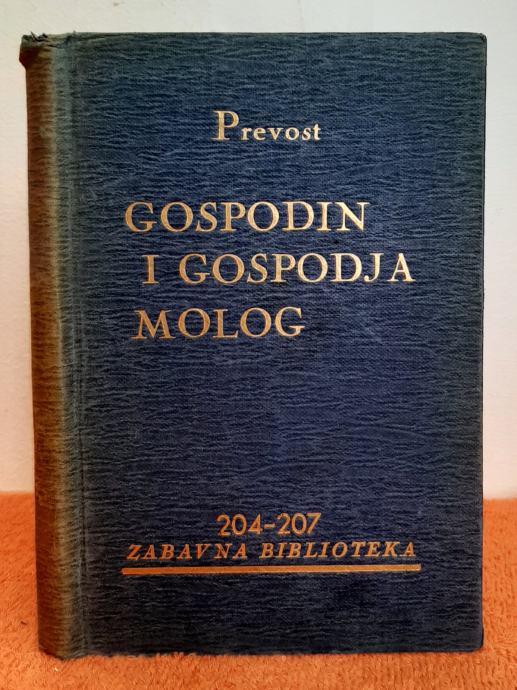 Prevost
GOSPODIN
I GOSPODJA
MOLOG
204-207
ZABAVNA BIBLIOTEKA